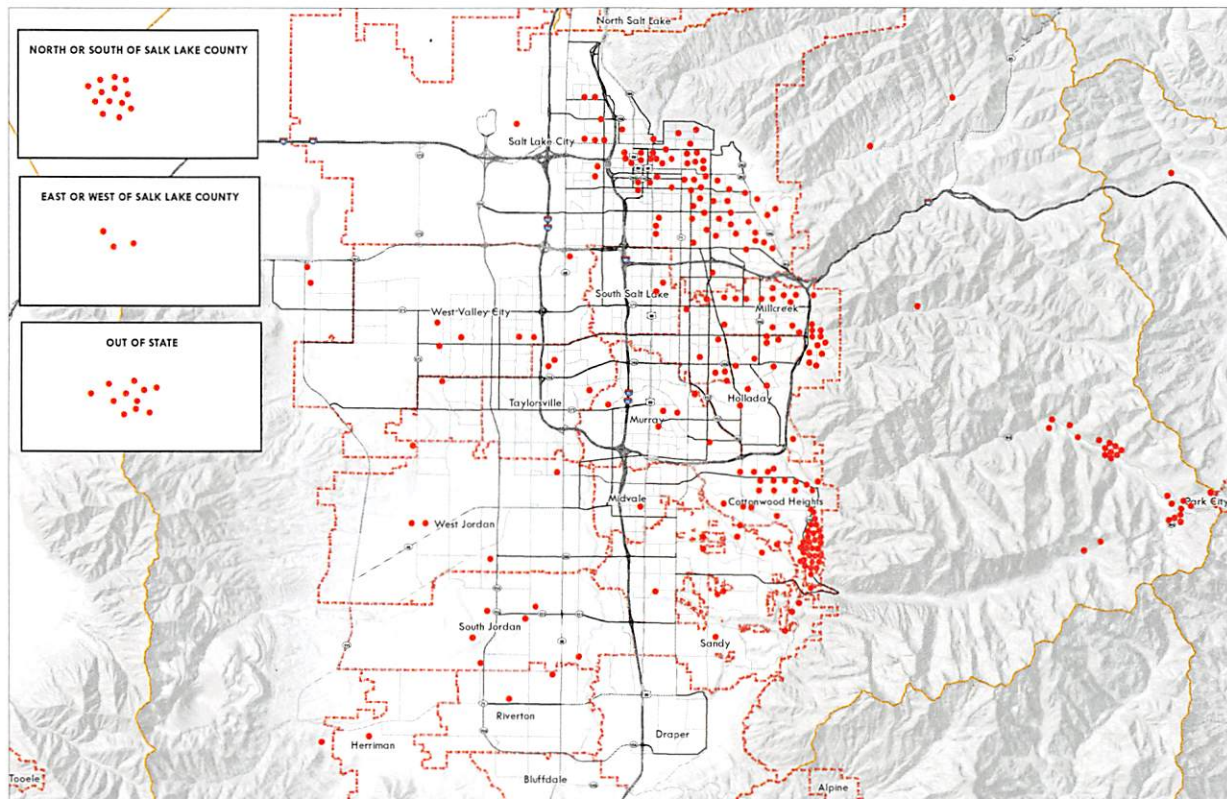 North Salt Lake
NORTH OR SOUTH OF SALK LAKE COUNTY
Salt Lake City
EAST OR WEST OF SALK LAKE COUNTY
South Salt Lake
West Valley City
Millcreek
OUT OF STATE
Taylorsville
Holladay
Murray
Midvale
Cottonwood Heights
Park City
West Jordan
South Jordan
Sandy
Riverton
Draper
Herriman
Tooele
Bluffdale
Alpine